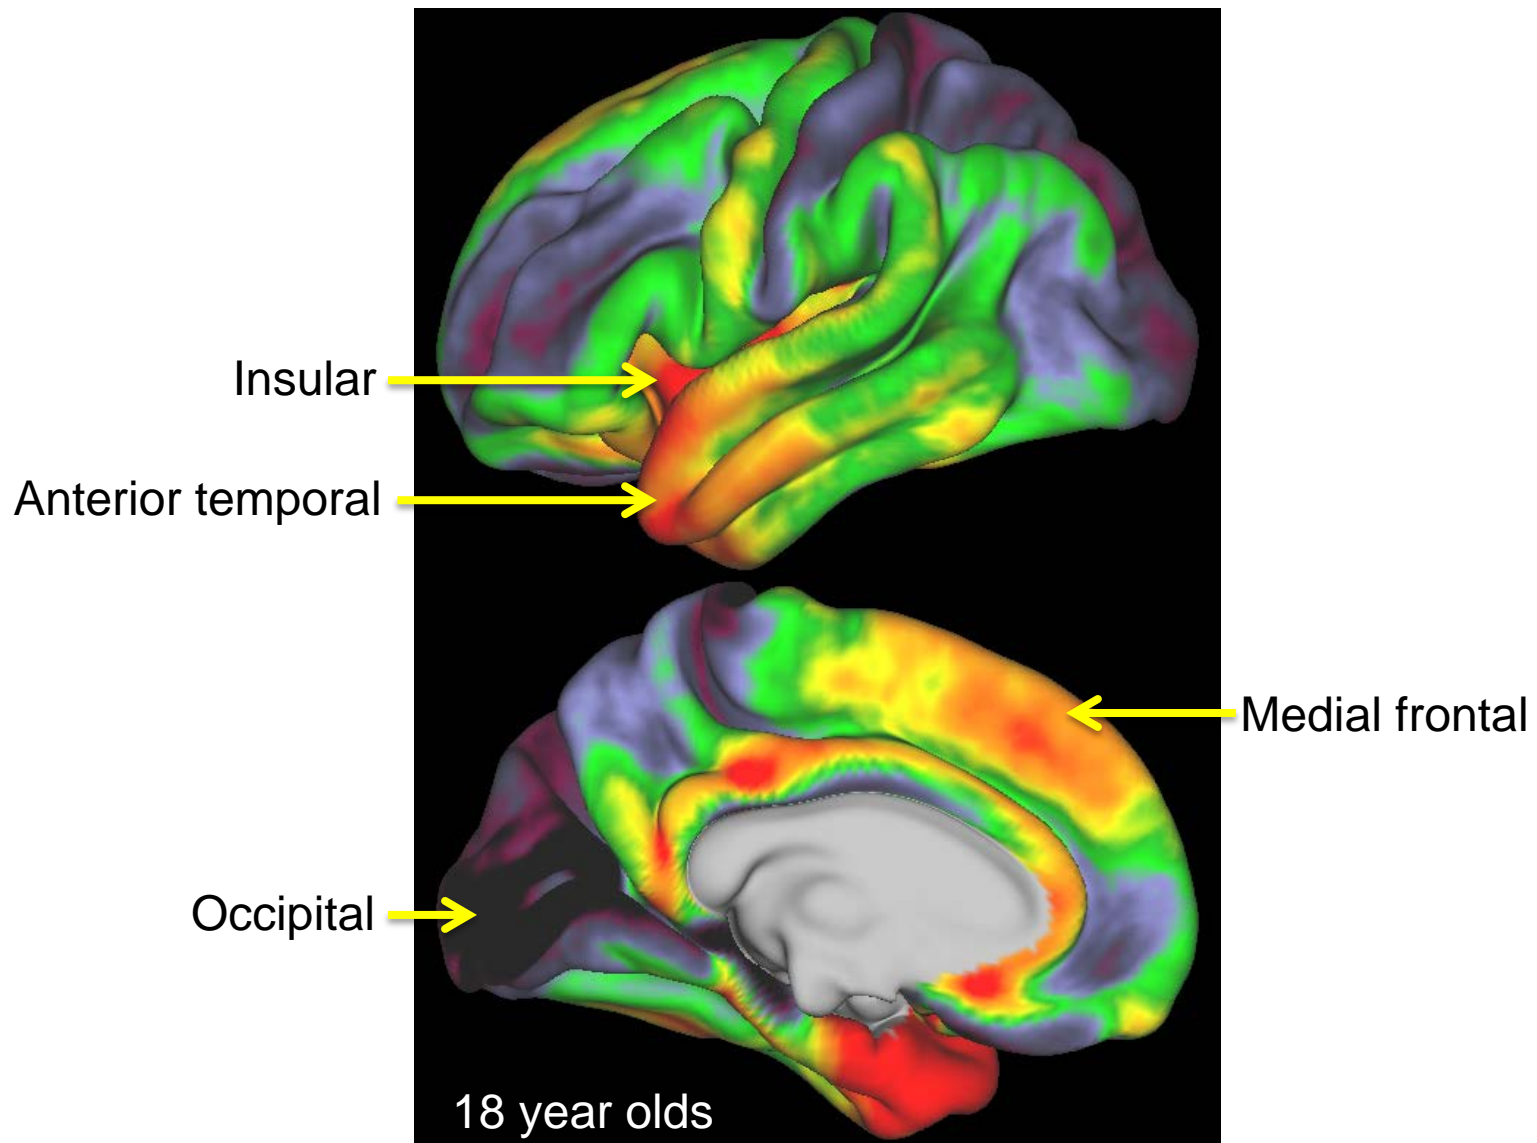 Insular
Anterior temporal
Medial frontal
Occipital
18 year olds